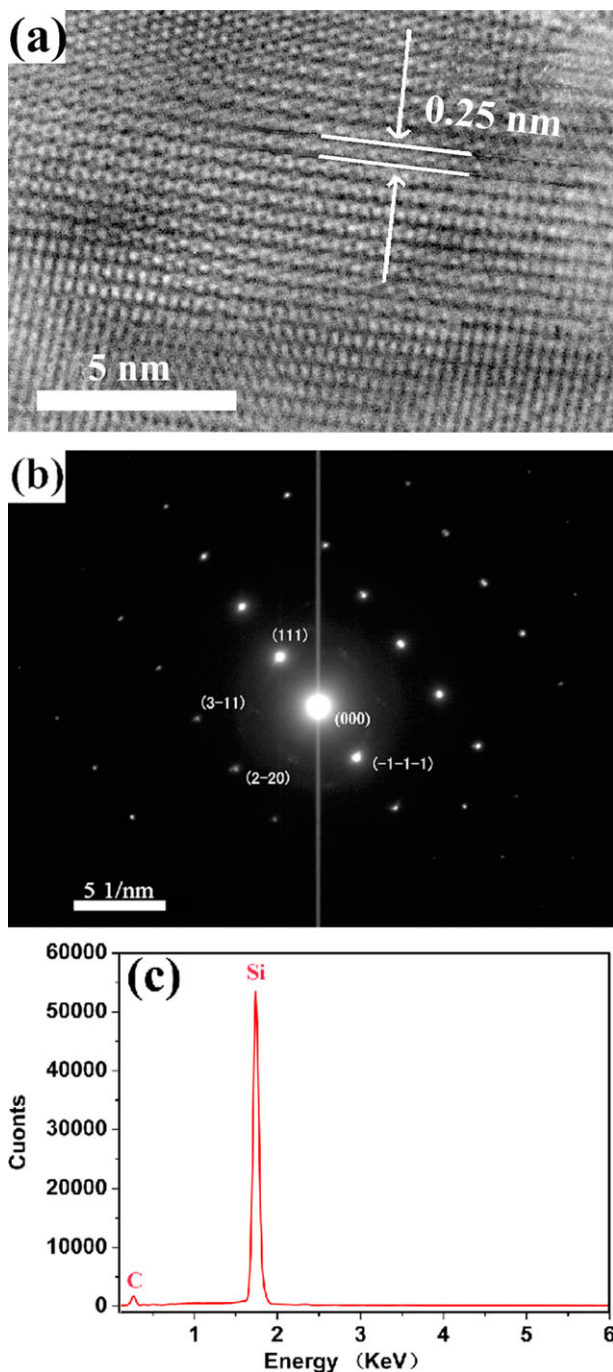 (a)
0.25 nm
5 nm
(b)
(111)
(3-11)
(000)
(2-20)
(-1-1-1)
5 1/nm
(c)
Si
C
60000
50000
40000
30000
20000
10000
0
Cuonts
1 2 3 4 5 6
Energy (KeV)